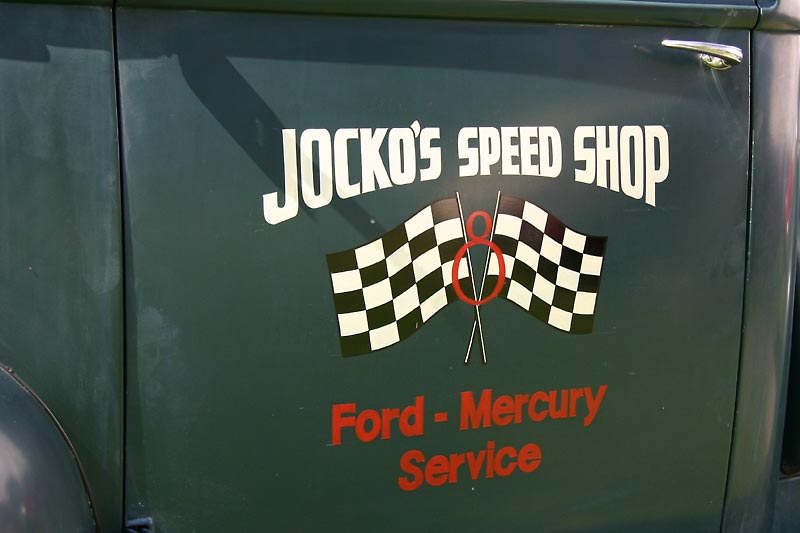 JOCKO'S SPEED SHOP
8
Ford - Mercury
Service